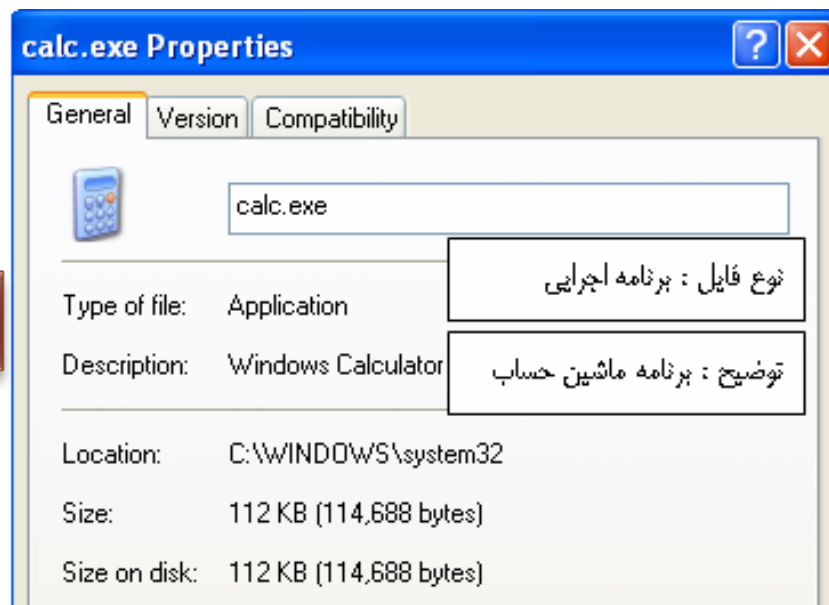 calc.exe Properties
General Version Compatibility
calc.exe
نوع فایل : برنامه اجرایی
Type of file: Application
توضیح : برنامه ماشین حساب
Description: Windows Calculator
Location: C:\WINDOWS\system32
Size: 112 KB (114,688 bytes)
Size on disk: 112 KB (114,688 bytes)